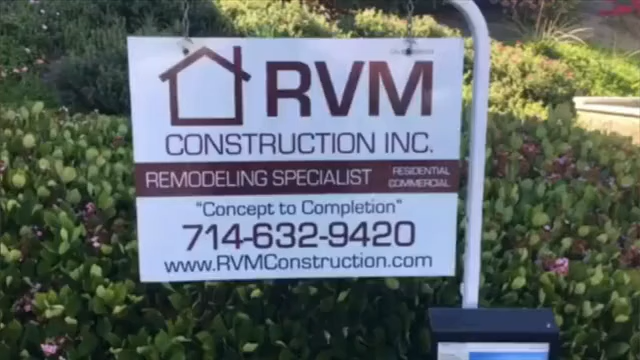 RVM
CONSTRUCTION INC.
REMODELING SPECIALIST
RESIDENTIAL
COMMERCIAL
"Concept to Completion"
714-632-9420
www.RVMConstruction.com